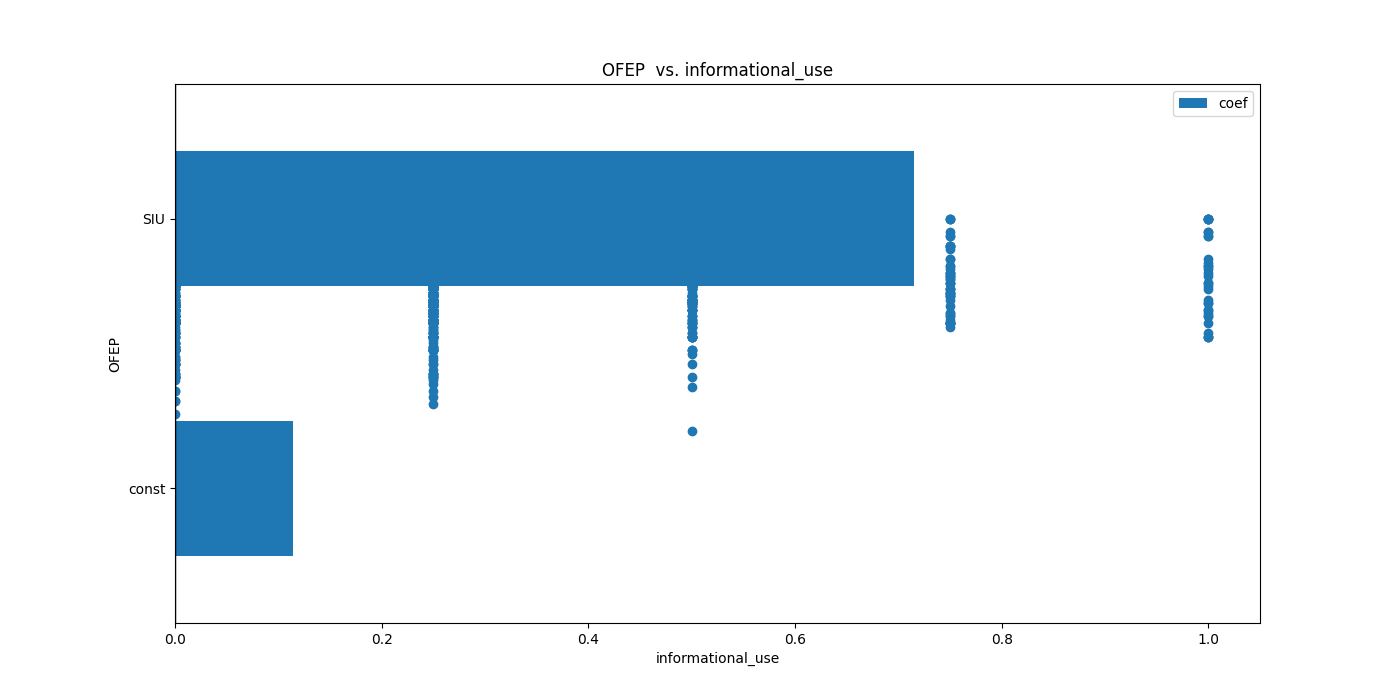 OFEP  vs. informational_use
coef
SIU
OFEP
const
0.0 0.2 0.4 0.6 0.8 1.0
informational_use